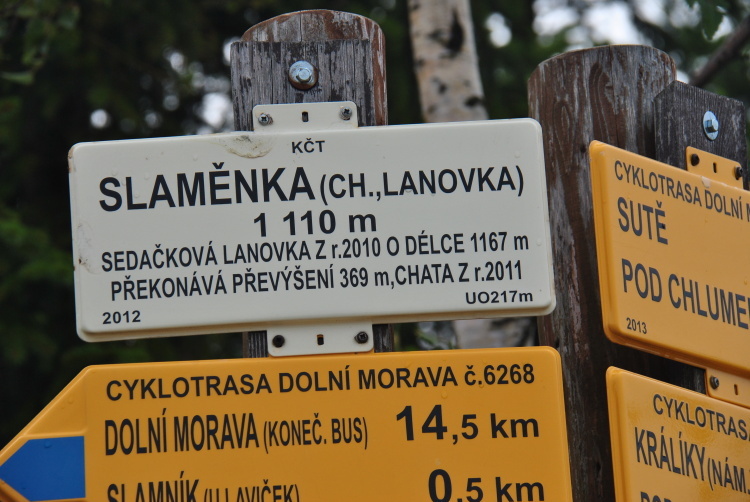 KČT
SLAMĚNKA (CH.,LANOVKA)
1 110 m
SEDAČKOVÁ LANOVKA Z r.2010 O DÉLCE 1167 m
PŘEKONÁVÁ PŘEVÝŠENÍ 369 m,CHATA Z r.2011
2012 UO217m
CYKLOTRASA DOLNÍ MORAVA č.6268
DOLNÍ MORAVA (KONEČ. BUS) 14,5 km
SLAMNÍK (U LAVIČEK) 0,5 km
CYKLOTRASA DOLNÍ
SUTĚ
POD
2013
CYKLOTRASA
KRÁLÍKY